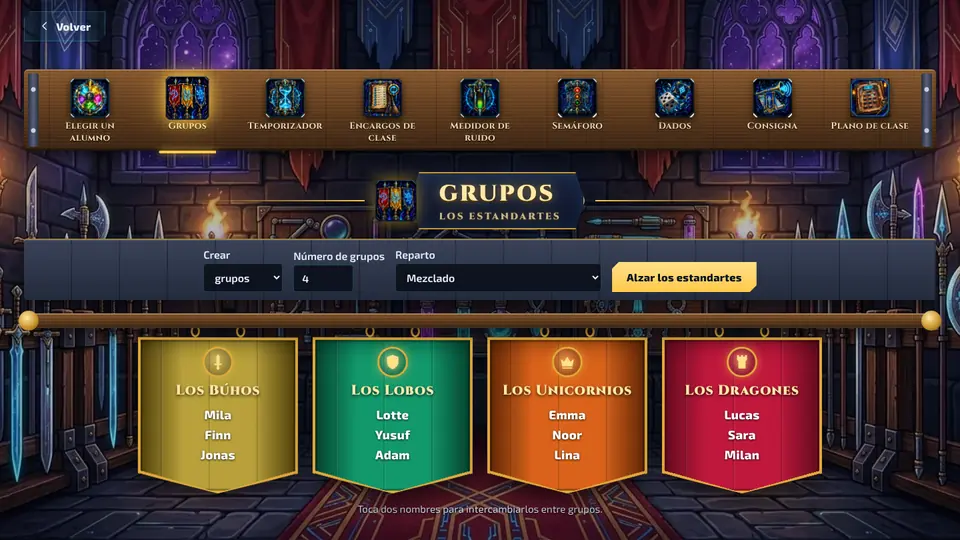 Volver
Elegir un alumno
Grupos
Temporizador
Encargos de clase
Medidor de ruido
Semáforo
Dados
Consigna
Plano de clase
GRUPOS
LOS ESTANDARTES
Crear
grupos
Número de grupos
4
Reparto
Mezclado
Alzar los estandartes
Los Búhos
Mila
Finn
Jonas
Los Lobos
Lotte
Yusuf
Adam
Los Unicornios
Emma
Noor
Lina
Los Dragones
Lucas
Sara
Milan
Toca dos nombres para intercambiarlos entre grupos.